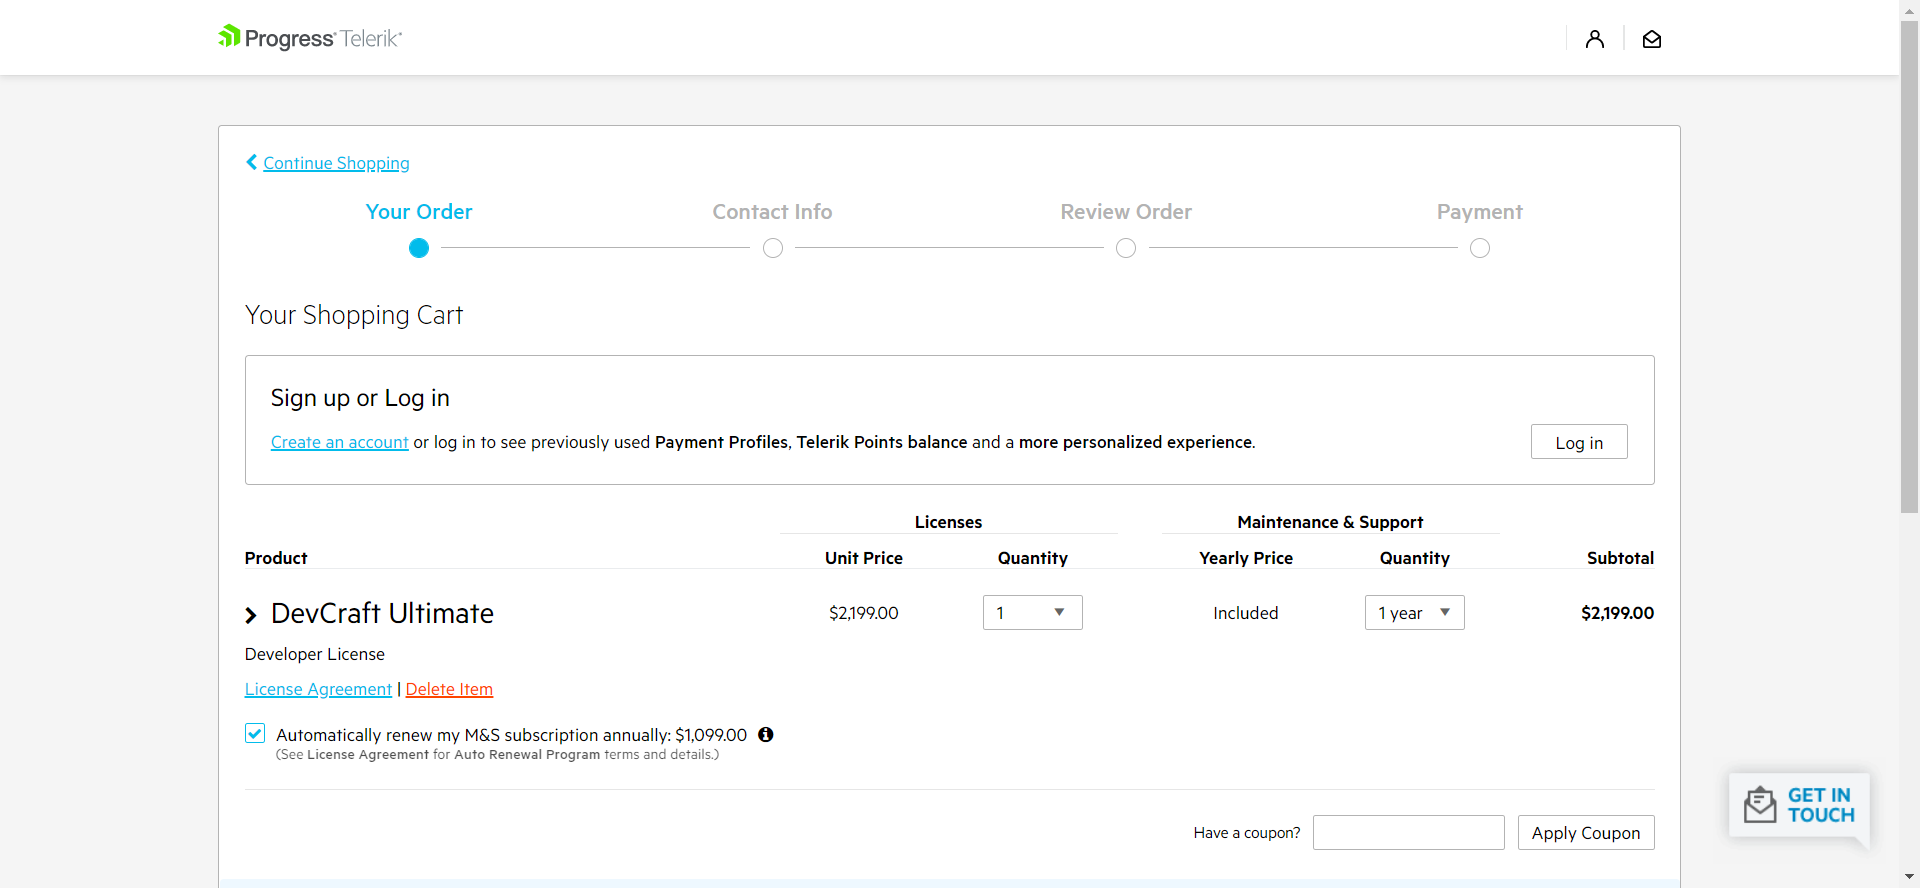 Progress Telerik
Continue Shopping
Your Order
Contact Info
Review Order
Payment
Your Shopping Cart
Sign up or Log in
Create an account or log in to see previously used Payment Profiles, Telerik Points balance and a more personalized experience.
Log in
Licenses
Maintenance & Support
Product
Unit Price
Quantity
Yearly Price
Quantity
Subtotal
DevCraft Ultimate
$2,199.00
1
Included
1 year
$2,199.00
Developer License
License Agreement | Delete Item
Automatically renew my M&S subscription annually: $1,099.00
(See License Agreement for Auto Renewal Program terms and details.)
GET IN
TOUCH
Have a coupon?
Apply Coupon